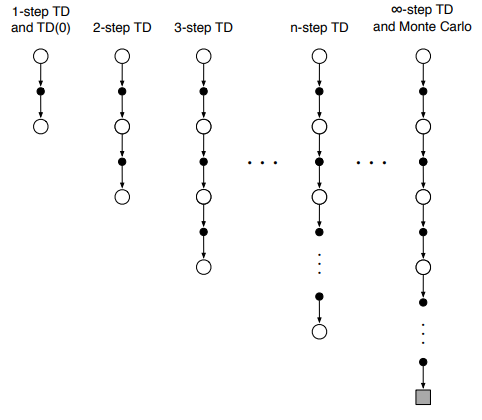 1-step TD
and TD(0)
2-step TD
3-step TD
n-step TD
∞-step TD
and Monte Carlo